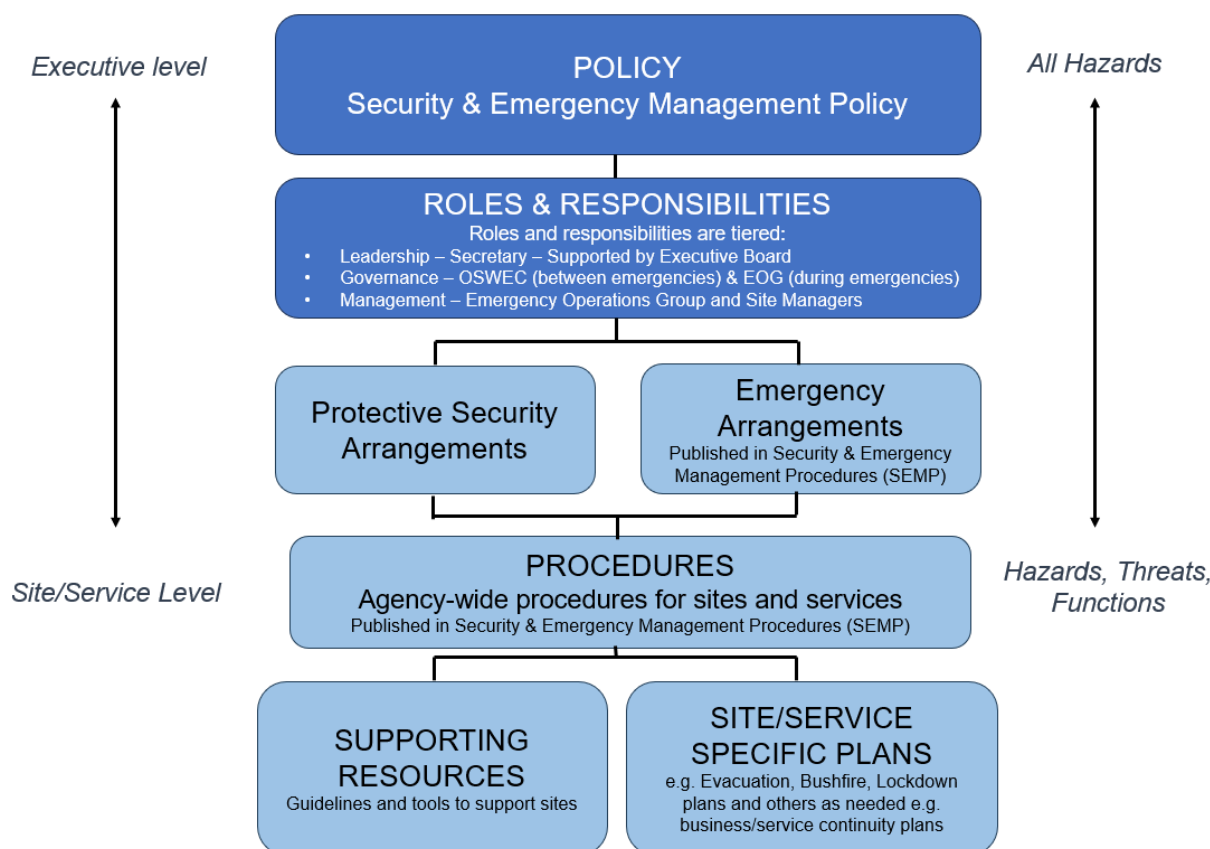 Executive level
All Hazards
POLICY
Security & Emergency Management Policy
ROLES & RESPONSIBILITIES
Roles and responsibilities are tiered:
• Leadership – Secretary – Supported by Executive Board
• Governance – OSWEC (between emergencies) & EOG (during emergencies)
• Management – Emergency Operations Group and Site Managers
Protective Security
Arrangements
Emergency
Arrangements
Published in Security & Emergency
Management Procedures (SEMP)
Site/Service Level
PROCEDURES
Agency-wide procedures for sites and services
Published in Security & Emergency Management Procedures (SEMP)
Hazards, Threats,
Functions
SUPPORTING
RESOURCES
Guidelines and tools to support sites
SITE/SERVICE
SPECIFIC PLANS
e.g. Evacuation, Bushfire, Lockdown
plans and others as needed e.g.
business/service continuity plans